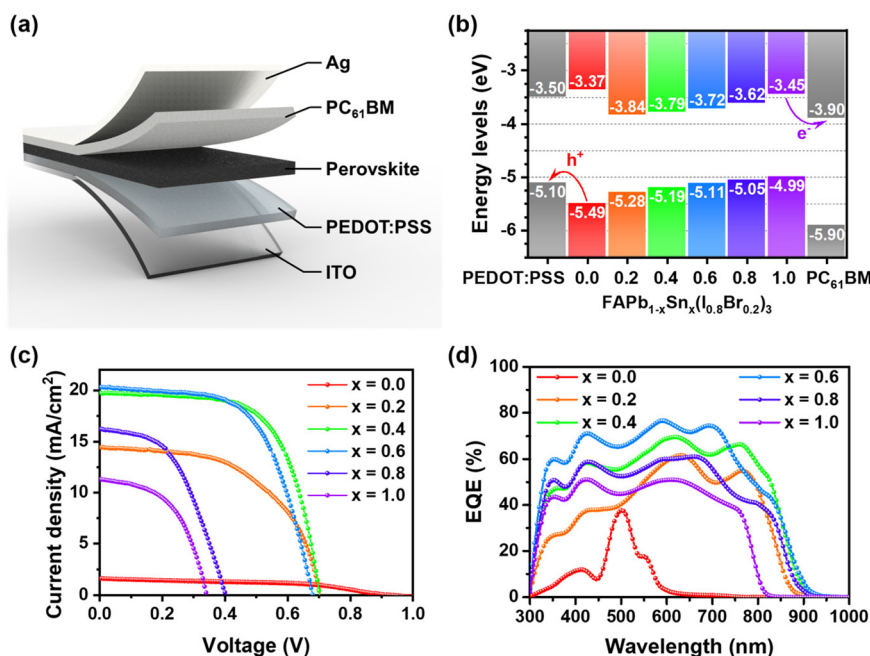 (a)
Ag
PC₆₁BM
Perovskite
PEDOT:PSS
ITO
(b)
Energy levels (eV)
-3
-4
-5
-6
-3.50
-3.37
-3.84
-3.79
-3.72
-3.62
-3.45
-3.90
e⁻
h⁺
-5.10
-5.49
-5.28
-5.19
-5.11
-5.05
-4.99
-5.90
PEDOT:PSS 0.0 0.2 0.4 0.6 0.8 1.0 PC₆₁BM
FAPb₁₋ₓSnₓ(I₀.₈Br₀.₂)₃
(c)
Current density (mA/cm²)
20
15
10
5
0
x = 0.0
x = 0.2
x = 0.4
x = 0.6
x = 0.8
x = 1.0
0.0 0.2 0.4 0.6 0.8 1.0
Voltage (V)
(d)
EQE (%)
100
80
60
40
20
0
x = 0.0
x = 0.2
x = 0.4
x = 0.6
x = 0.8
x = 1.0
300 400 500 600 700 800 900 1000
Wavelength (nm)